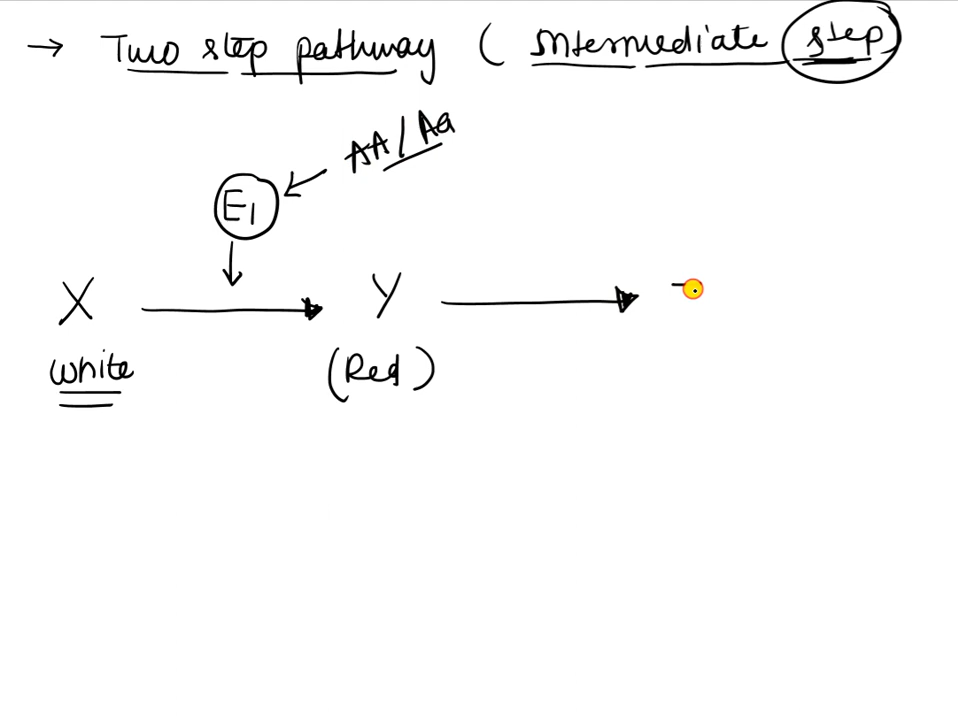 → Two step pathway ( Intermediate step)
AA / Aa
E1
X → Y →
White (Red)